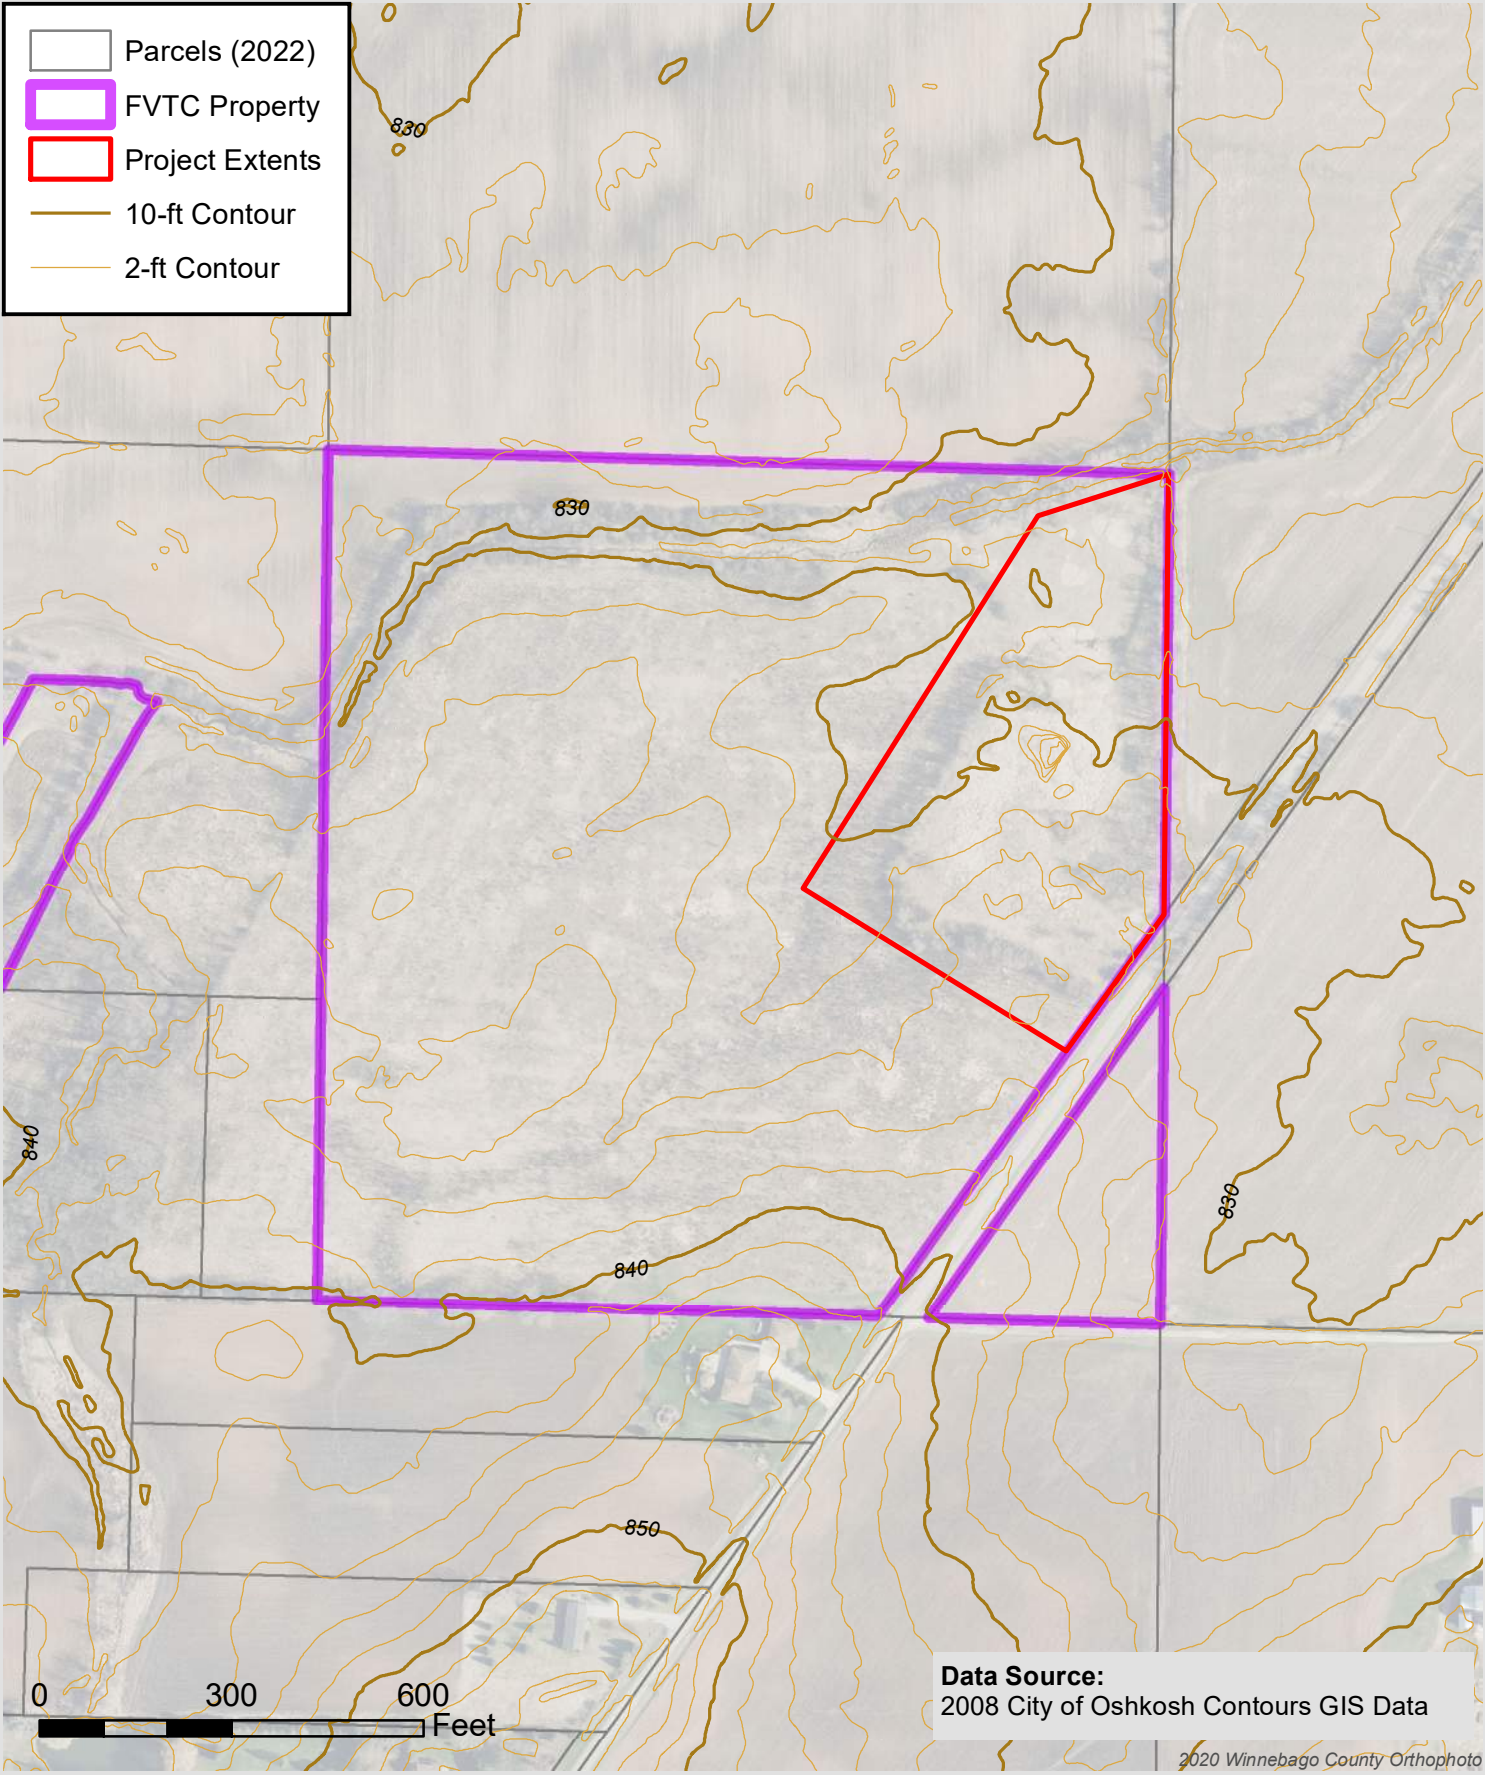 Parcels (2022)
FVTC Property
Project Extents
10-ft Contour
2-ft Contour
830
830
840
830
840
850
0 300 600
Feet
Data Source:
2008 City of Oshkosh Contours GIS Data
2020 Winnebago County Orthophoto